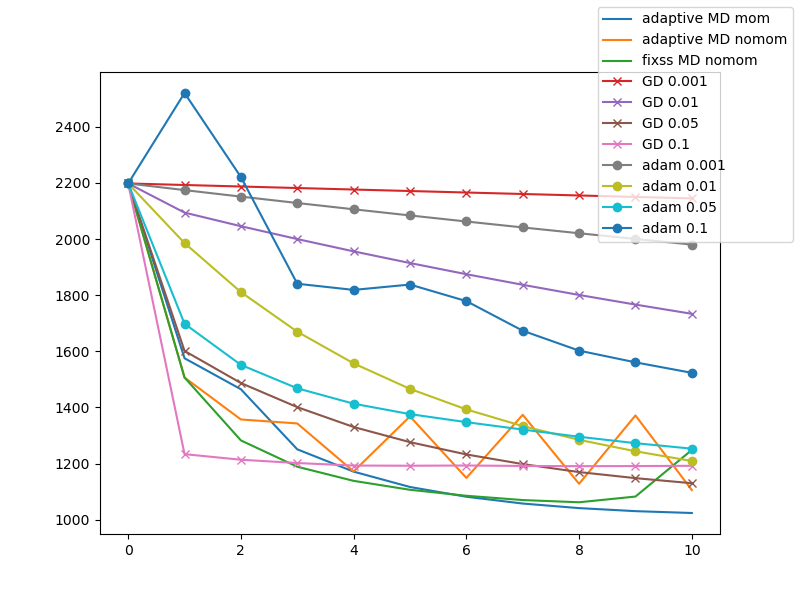 adaptive MD mom
adaptive MD nomom
fixss MD nomom
GD 0.001
GD 0.01
GD 0.05
GD 0.1
adam 0.001
adam 0.01
adam 0.05
adam 0.1
2400
2200
2000
1800
1600
1400
1200
1000
0 2 4 6 8 10